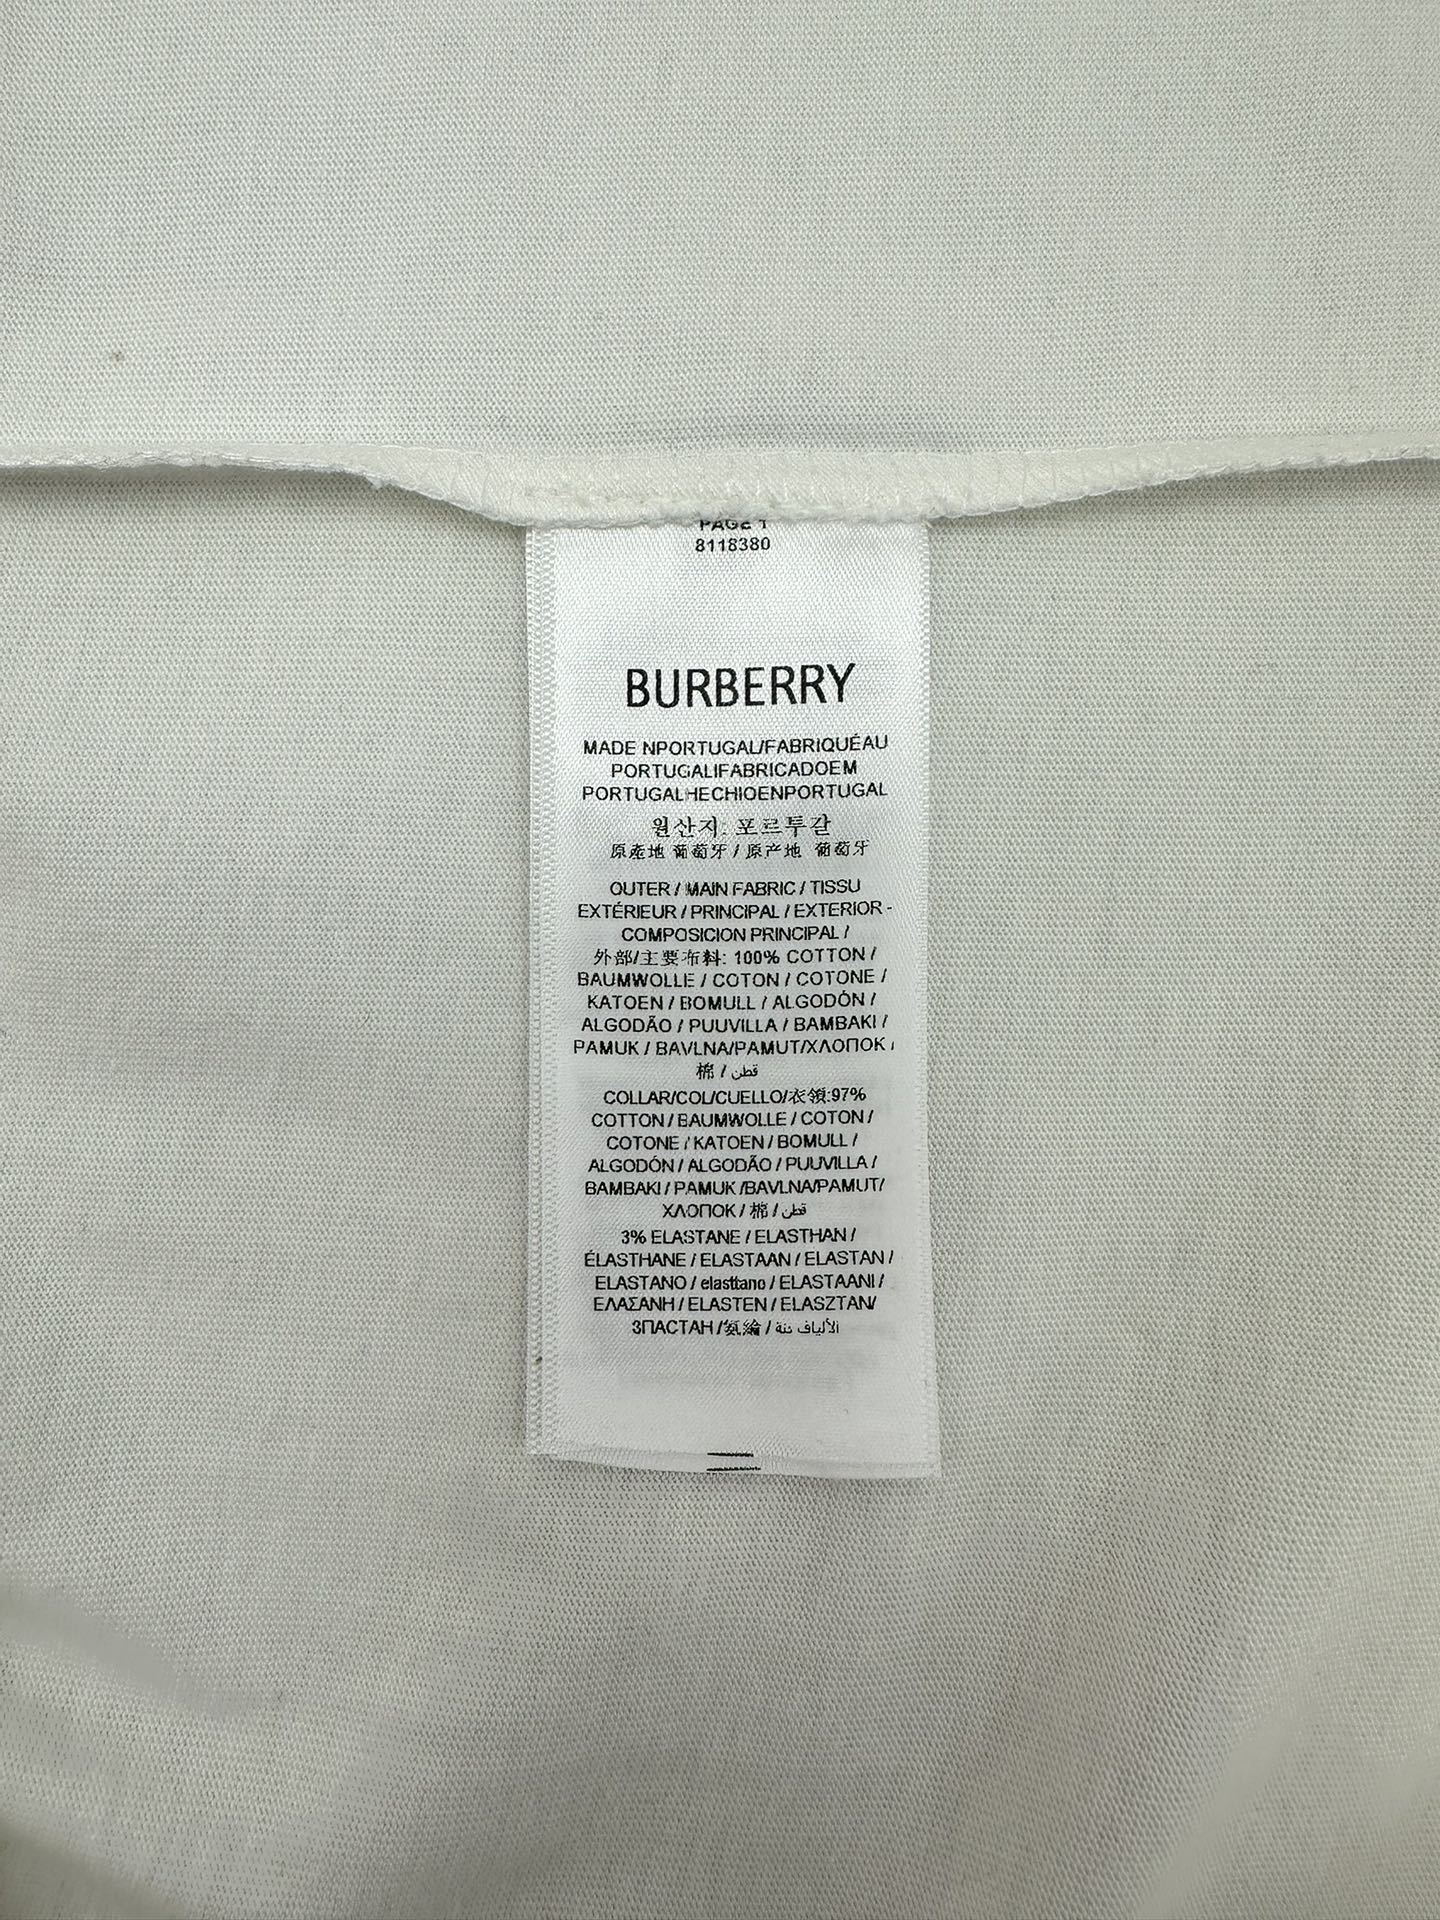 PAGE 1
8118380
BURBERRY
MADE NPORTUGAL/FABRIQUÉAU
PORTUGALIFABRICADOEM
PORTUGALHECHIOENPORTUGAL
원산지: 포르투갈
原產地 葡萄牙 / 原产地 葡萄牙
OUTER / MAIN FABRIC / TISSU
EXTÉRIEUR / PRINCIPAL / EXTERIOR -
COMPOSICION PRINCIPAL /
外部/主要布料: 100% COTTON /
BAUMWOLLE / COTON / COTONE /
KATOEN / BOMULL / ALGODÓN /
ALGODÃO / PUUVILLA / BAMBAKI /
PAMUK / BAVLNA/PAMUT/ХΛОПОК /
棉 / قطن
COLLAR/COL/CUELLO/衣領:97%
COTTON / BAUMWOLLE / COTON /
COTONE / KATOEN / BOMULL /
ALGODÓN / ALGODÃO / PUUVILLA /
BAMBAKI / PAMUK /BAVLNA/PAMUT/
ХΛОПОК / 棉 / قطن
3% ELASTANE / ELASTHAN /
ÉLASTHANE / ELASTAAN / ELASTAN /
ELASTANO / elasttano / ELASTAANI /
ΕΛΑΣΑΝΗ / ELASTEN / ELASZTAN/
ЗПАСТАН /氨綸 / الألياف